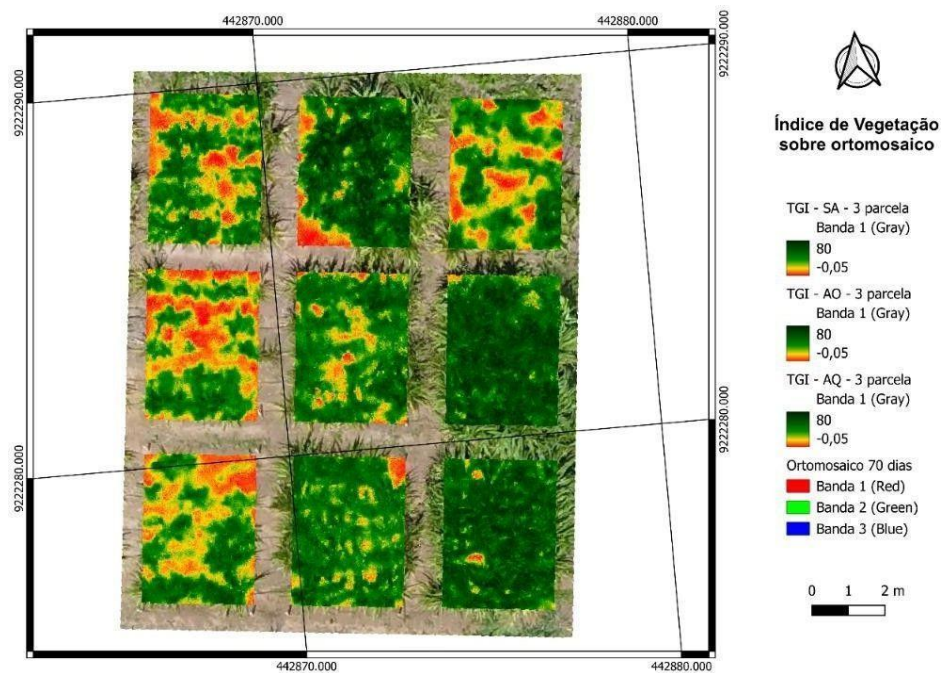 442870.000
442880.000
9222290.000
9222290.000
9222280.000
9222280.000
442870.000
442880.000
Índice de Vegetação
sobre ortomosaico
TGI - SA - 3 parcela
Banda 1 (Gray)
80
-0,05
TGI - AO - 3 parcela
Banda 1 (Gray)
80
-0,05
TGI - AQ - 3 parcela
Banda 1 (Gray)
80
-0,05
Ortomosaico 70 dias
Banda 1 (Red)
Banda 2 (Green)
Banda 3 (Blue)
0 1 2 m